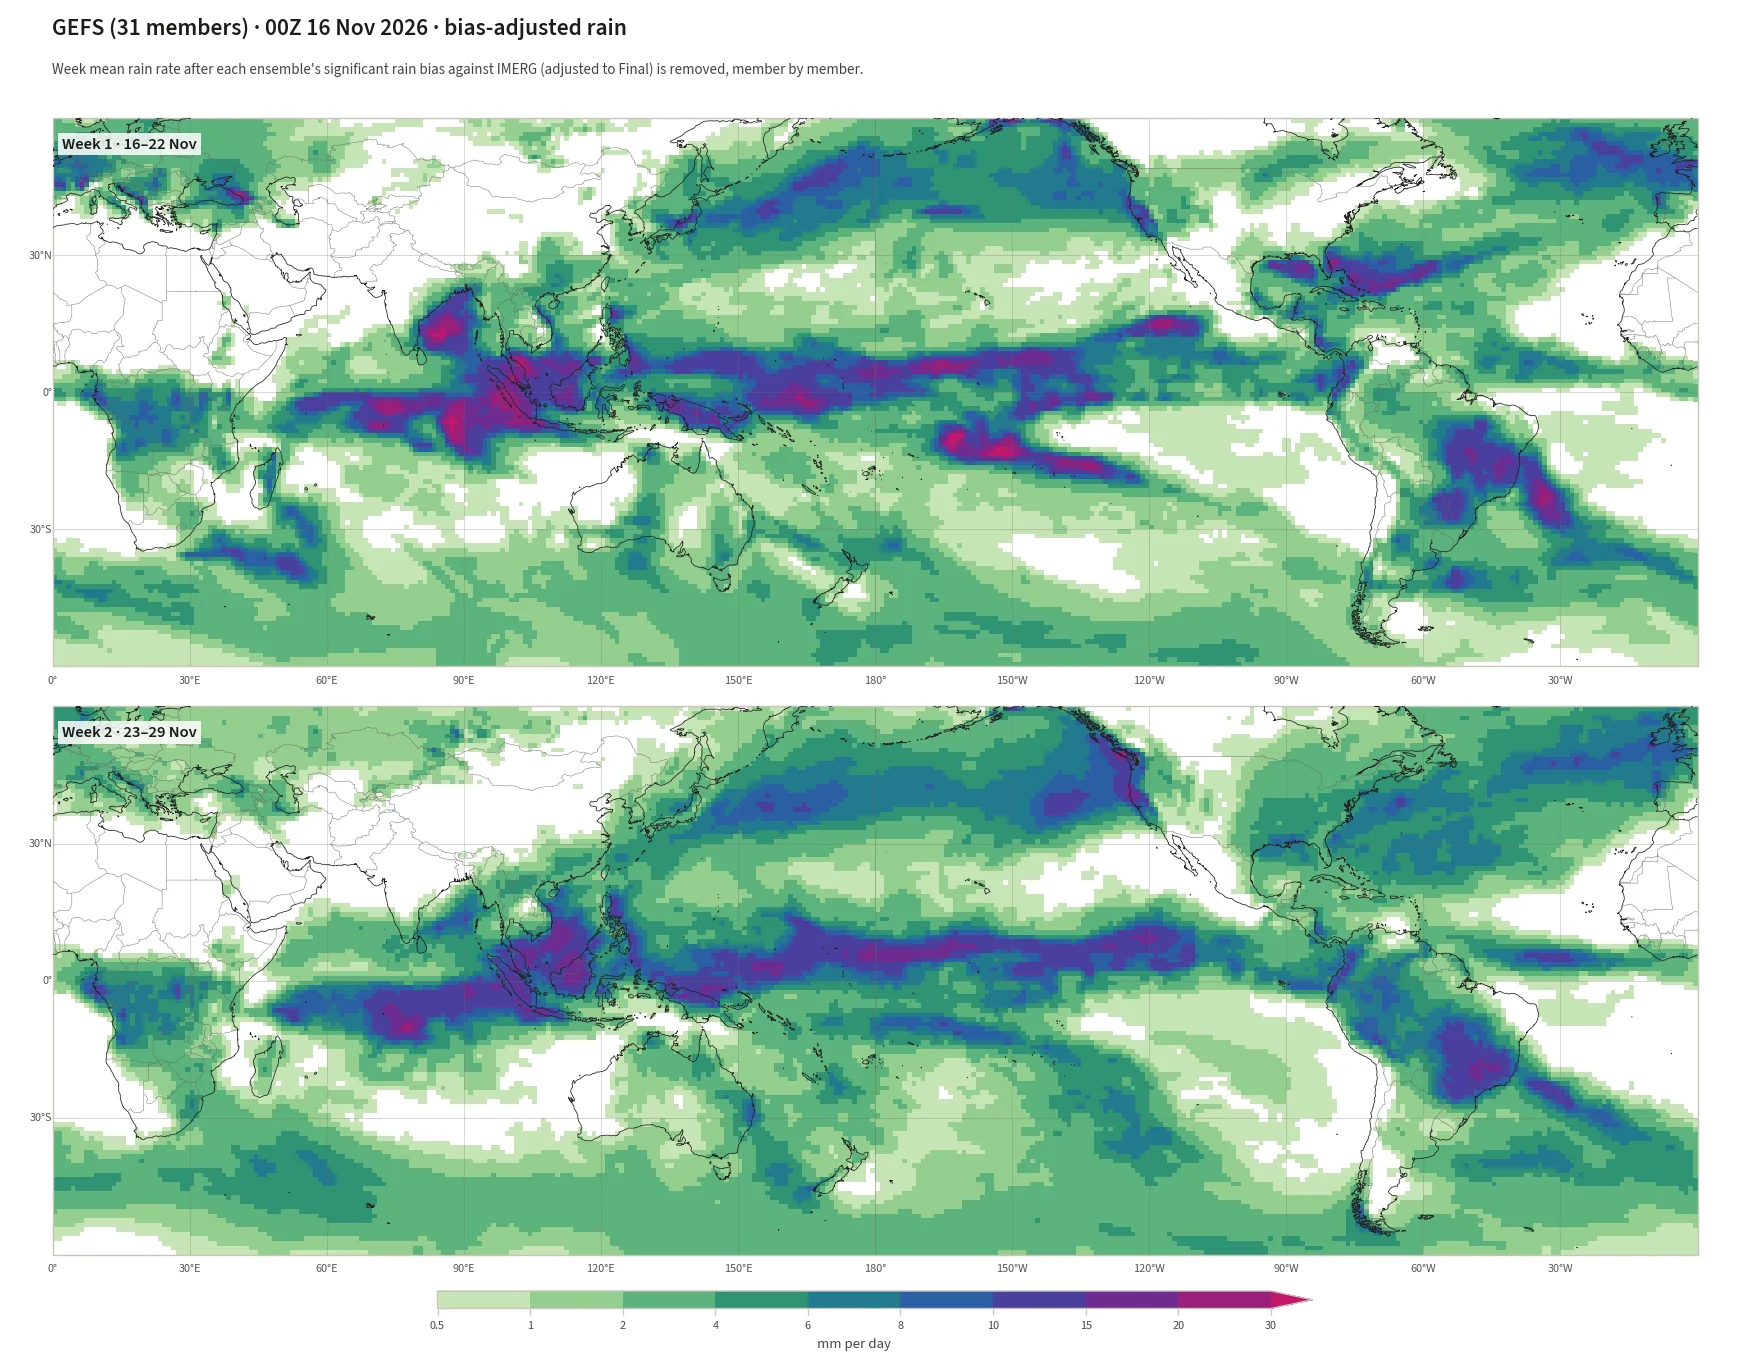 GEFS (31 members) · 00Z 16 Nov 2026 · bias-adjusted rain
Week mean rain rate after each ensemble's significant rain bias against IMERG (adjusted to Final) is removed, member by member.
Week 1 · 16–22 Nov
30°N
0°
30°S
0° 30°E 60°E 90°E 120°E 150°E 180° 150°W 120°W 90°W 60°W 30°W
Week 2 · 23–29 Nov
30°N
0°
30°S
0° 30°E 60°E 90°E 120°E 150°E 180° 150°W 120°W 90°W 60°W 30°W
0.5 1 2 4 6 8 10 15 20 30
mm per day